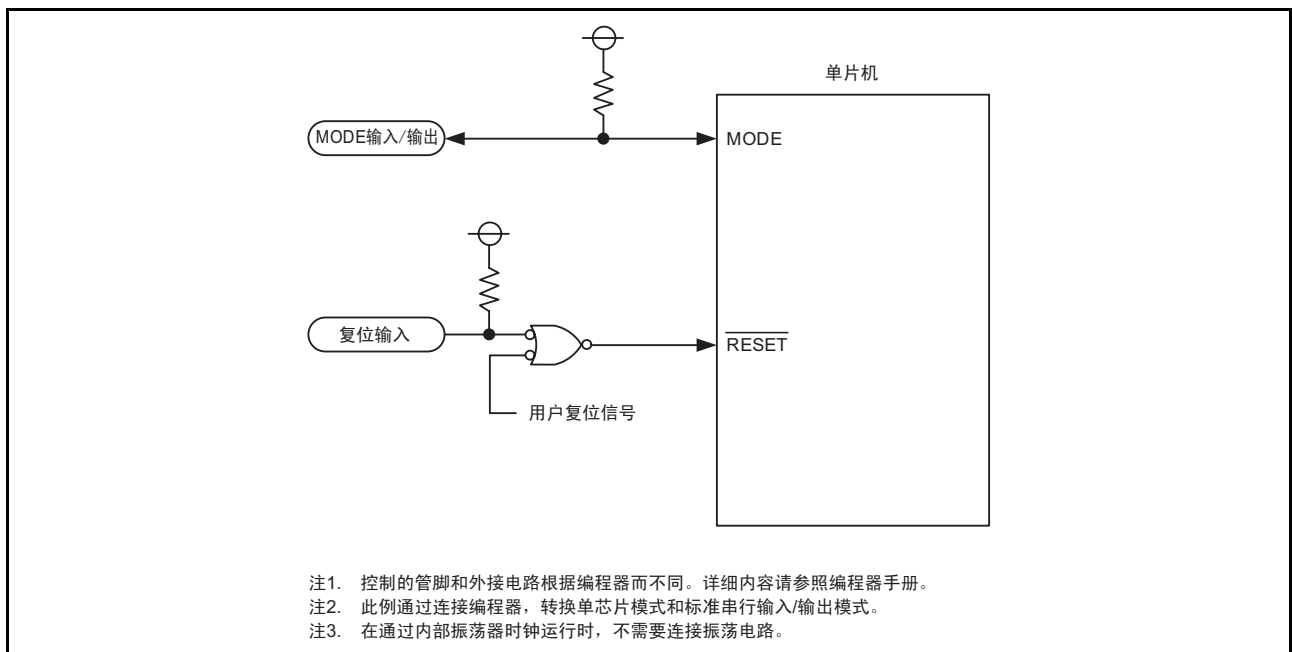 单片机
MODE输入/输出
MODE
复位输入
RESET
用户复位信号
注1. 控制的管脚和外接电路根据编程器而不同。详细内容请参照编程器手册。
注2. 此例通过连接编程器，转换单芯片模式和标准串行输入/输出模式。
注3. 在通过内部振荡器时钟运行时，不需要连接振荡电路。